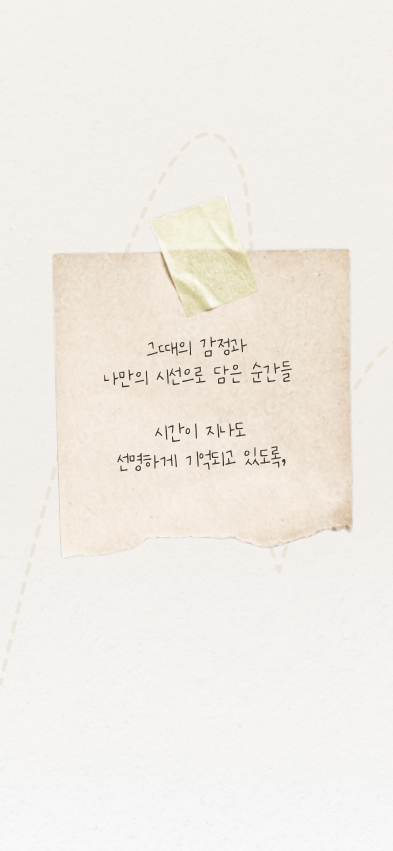 그때의 감정과
나만의 시선으로 담은 순간들
시간이 지나도
선명하게 기억되고 있도록,